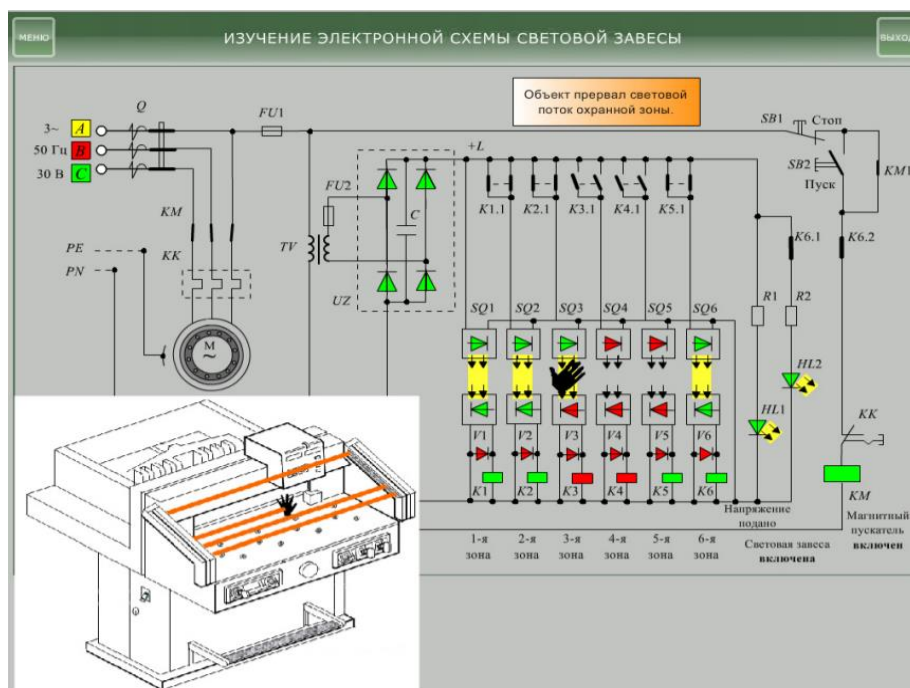 МЕНЮ
ИЗУЧЕНИЕ ЭЛЕКТРОННОЙ СХЕМЫ СВЕТОВОЙ ЗАВЕСЫ
ВЫХОД
Объект прервал световой
поток охранной зоны.
Q
FU1
3~ A
50 Гц B
30 В C
SB1 Стоп
SB2
Пуск
KM1
+L
FU2
C
TV
UZ
K1.1 K2.1 K3.1 K4.1 K5.1
K6.1 K6.2
KM
KK
PE
PN
M
~
R1 R2
SQ1 SQ2 SQ3 SQ4 SQ5 SQ6
HL2
HL1
KK
V1 V2 V3 V4 V5 V6
K1 K2 K3 K4 K5 K6
KM
Напряжение
подано
Магнитный
пускатель
включен
1-я зона
2-я зона
3-я зона
4-я зона
5-я зона
6-я зона
Световая завеса
включена